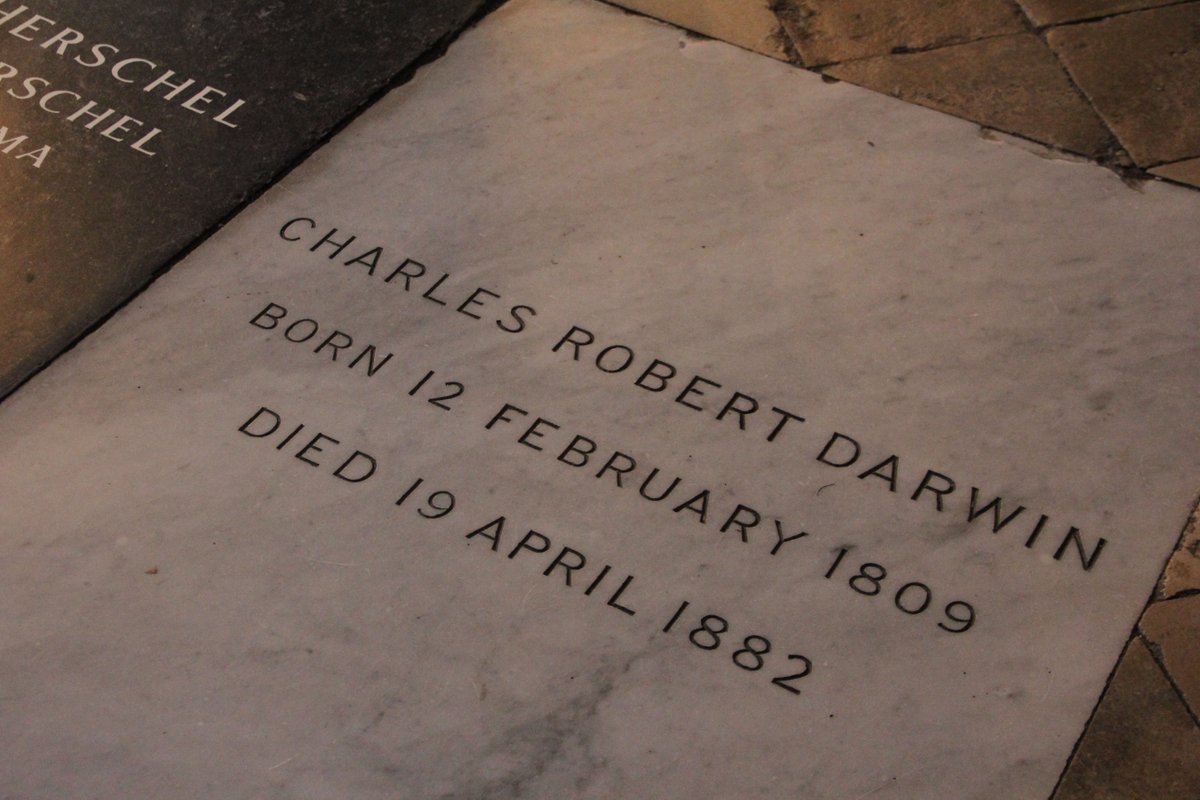 HERSCHEL
RSCHEL
MA
CHARLES ROBERT DARWIN
BORN 12 FEBRUARY 1809
DIED 19 APRIL 1882